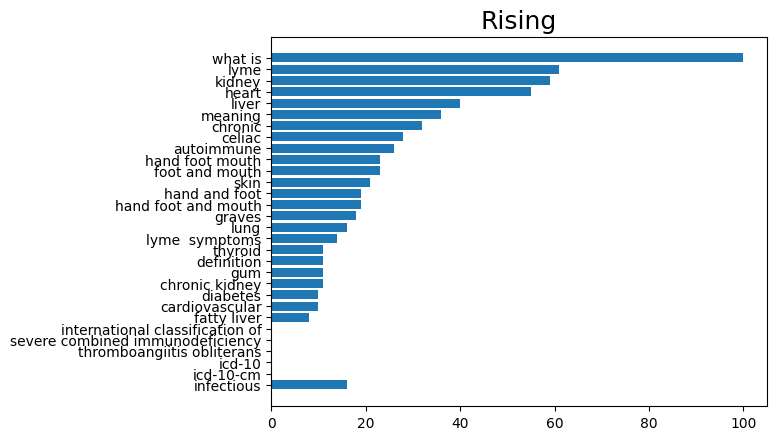 Rising
what is
lyme
kidney
heart
liver
meaning
chronic
celiac
autoimmune
hand foot mouth
foot and mouth
skin
hand and foot
hand foot and mouth
graves
lung
lyme  symptoms
thyroid
definition
gum
chronic kidney
diabetes
cardiovascular
fatty liver
international classification of
severe combined immunodeficiency
thromboangiitis obliterans
icd-10
icd-10-cm
infectious
0 20 40 60 80 100